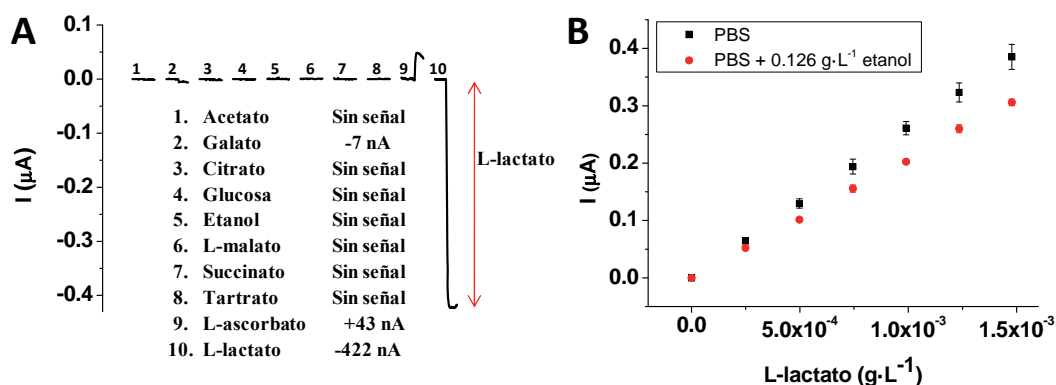 A
I (µA)
0.1
0.0
-0.1
-0.2
-0.3
-0.4
1 2 3 4 5 6 7 8 9 10
1. Acetato Sin señal
2. Galato -7 nA
3. Citrato Sin señal
4. Glucosa Sin señal
5. Etanol Sin señal
6. L-malato Sin señal
7. Succinato Sin señal
8. Tartrato Sin señal
9. L-ascorbato +43 nA
10. L-lactato -422 nA
L-lactato
B
PBS
PBS + 0.126 g·L⁻¹ etanol
I (µA)
0.4
0.3
0.2
0.1
0.0
0.0 5.0x10⁻⁴ 1.0x10⁻³ 1.5x10⁻³
L-lactato (g·L⁻¹)